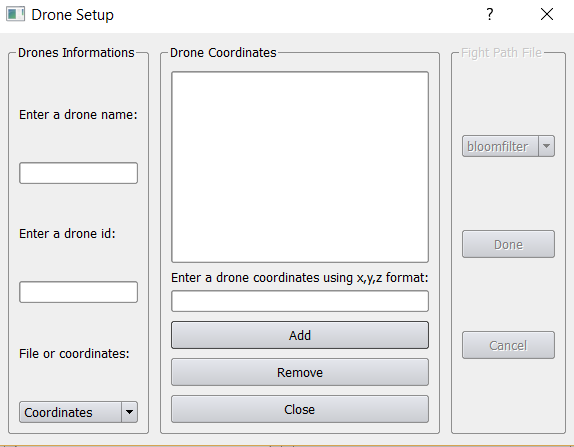 Drone Setup
?
Drones Informations
Enter a drone name:
Enter a drone id:
File or coordinates:
Coordinates
Drone Coordinates
Enter a drone coordinates using x,y,z format:
Add
Remove
Close
Fight Path File
bloomfilter
Done
Cancel